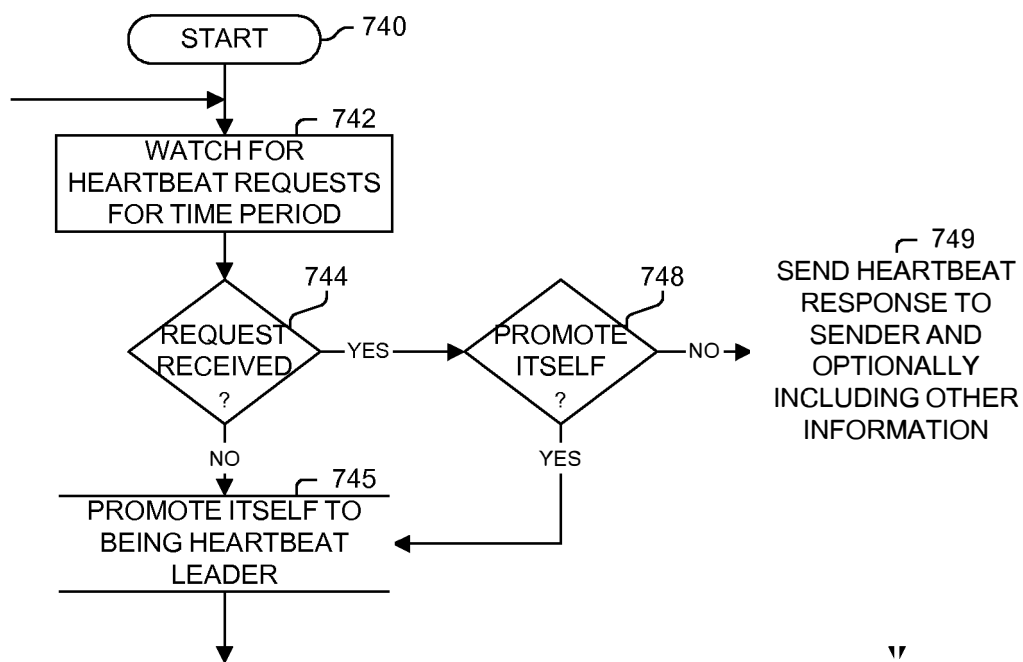 START
740
742
WATCH FOR
HEARTBEAT REQUESTS
FOR TIME PERIOD
744
REQUEST
RECEIVED
?
YES
748
PROMOTE
ITSELF
?
NO
749
SEND HEARTBEAT
RESPONSE TO
SENDER AND
OPTIONALLY
INCLUDING OTHER
INFORMATION
NO
YES
745
PROMOTE ITSELF TO
BEING HEARTBEAT
LEADER